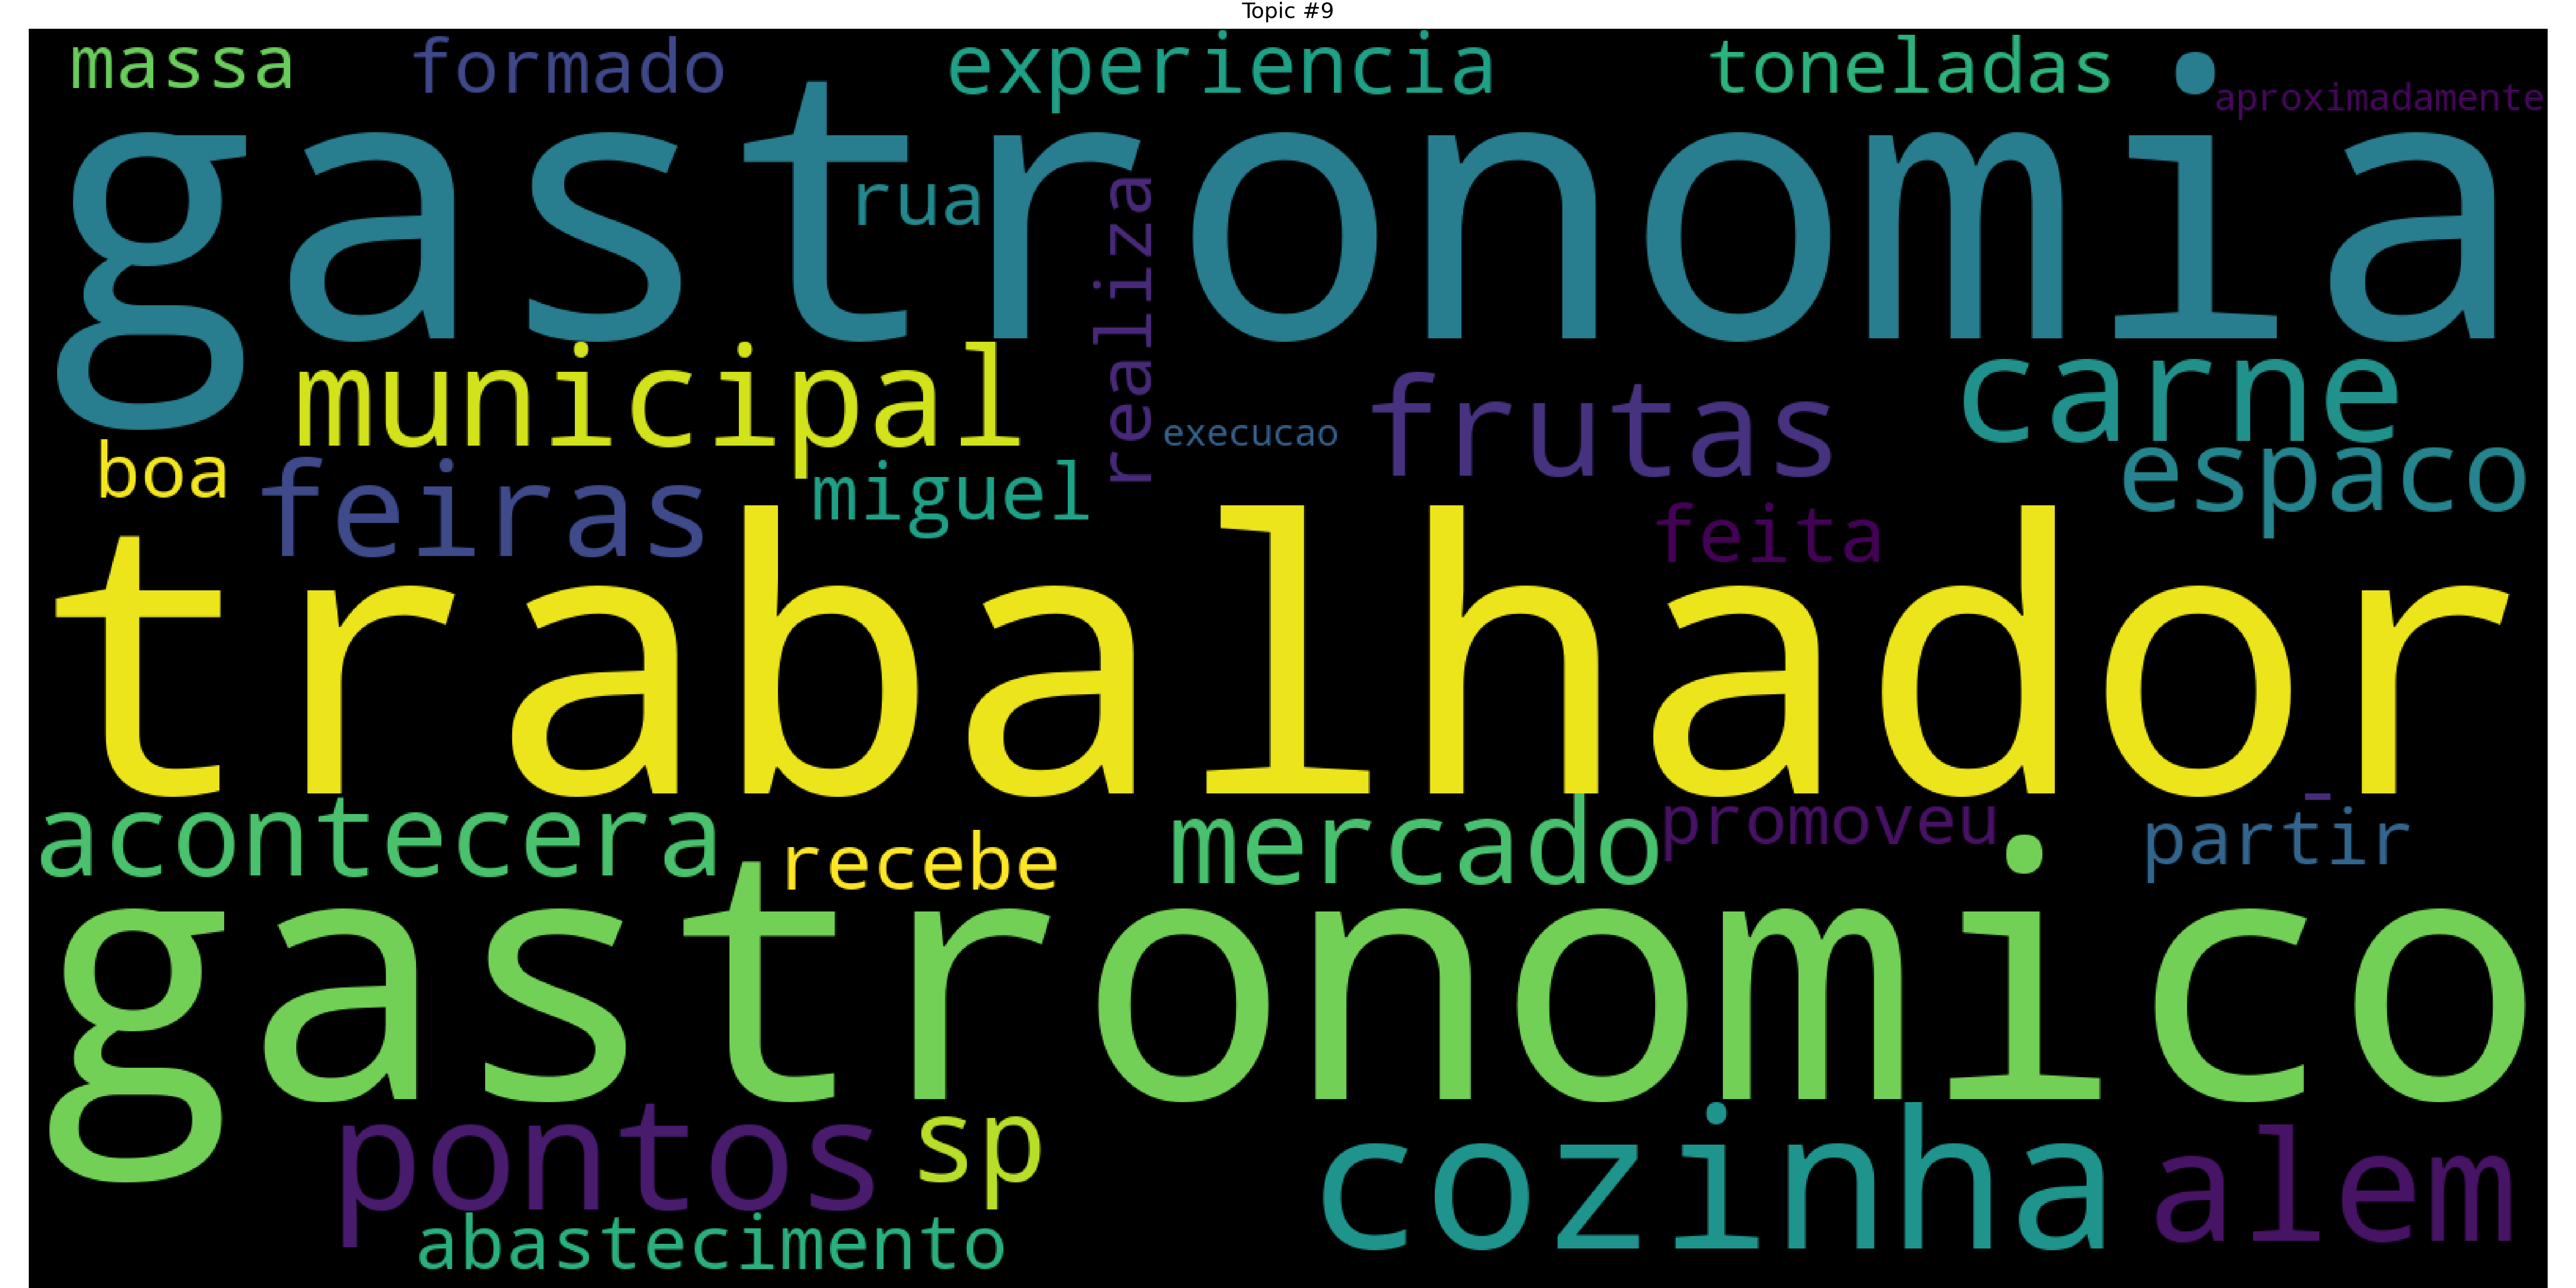 Topic #9
massa formado experiencia toneladas aproximadamente
gastronomia
rua
realiza
municipal frutas carne
execucao
boa feiras miguel espaco
feita
trabalhador
acontecera recebe mercado promoveu partir
gastronomico
pontos sp cozinha alem
abastecimento